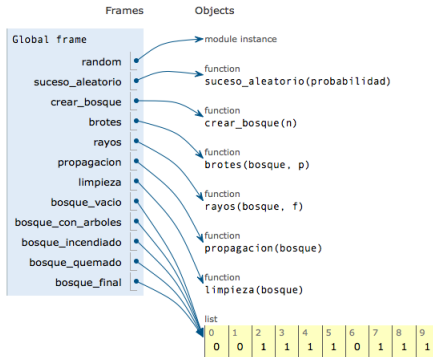 Frames Objects
Global frame
module instance
random
function
suceso_aleatorio
suceso_aleatorio(probabilidad)
crear_bosque
function
crear_bosque(n)
brotes
function
brotes(bosque, p)
rayos
propagacion
function
rayos(bosque, f)
limpieza
bosque_vacio
function
propagacion(bosque)
bosque_con_arboles
bosque_incendiado
function
bosque_quemado
limpieza(bosque)
bosque_final
list
0 1 2 3 4 5 6 7 8 9
0 0 1 1 1 1 0 1 1 1